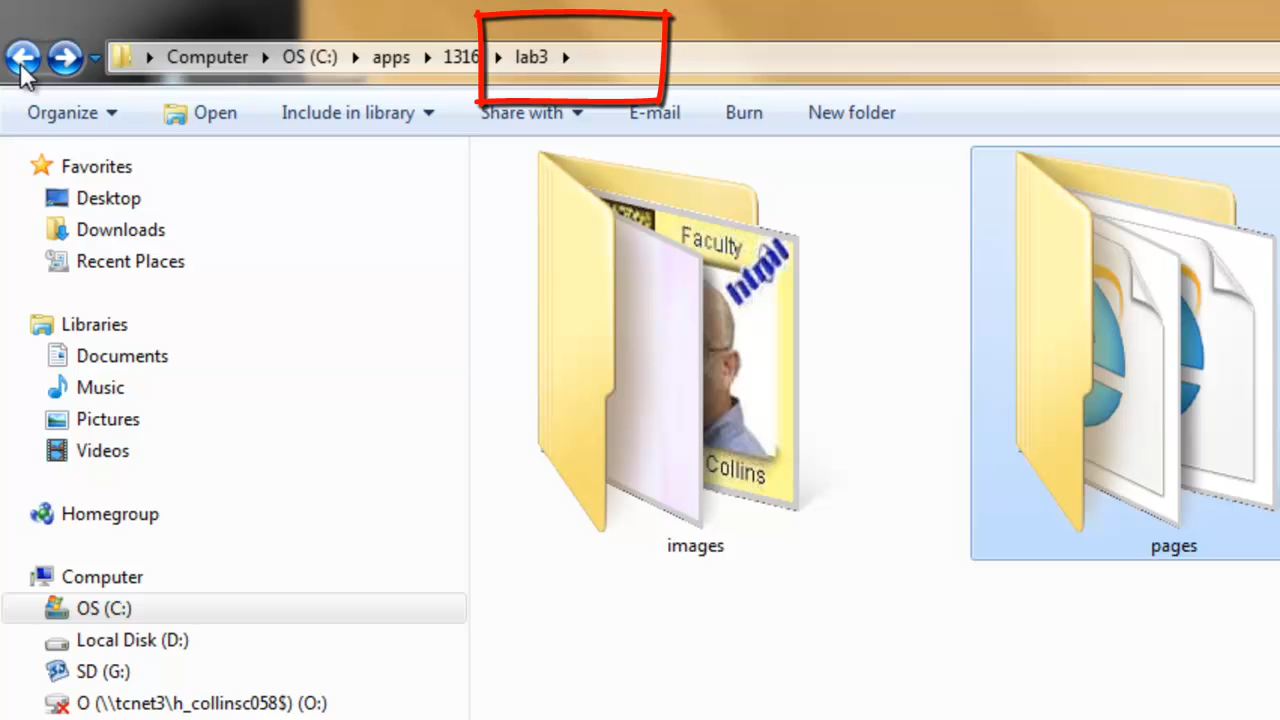 Computer OS (C:) apps 1316 lab3
Organize Open Include in library Share with E-mail Burn New folder
Favorites
Desktop
Downloads
Recent Places
Libraries
Documents
Music
Pictures
Videos
Homegroup
Computer
OS (C:)
Local Disk (D:)
SD (G:)
O (\\tcnet3\h_collinsc058$) (O:)
Faculty
html
Collins
images
pages